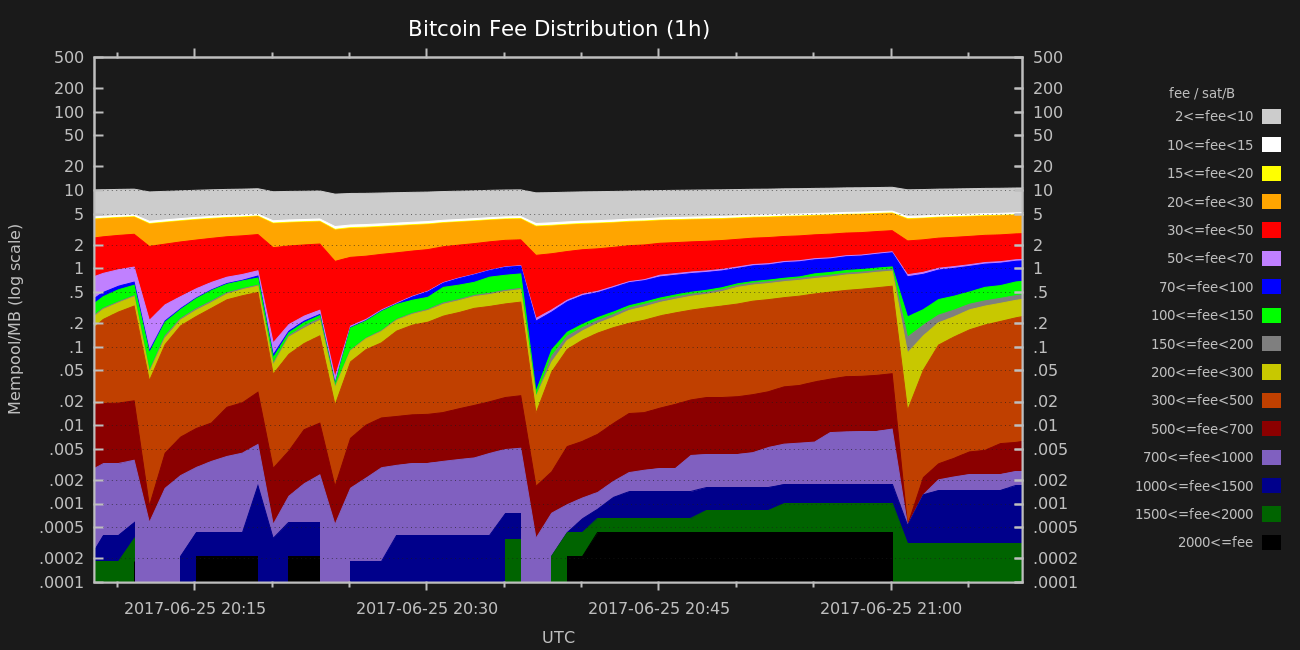 Bitcoin Fee Distribution (1h)
500 500
200 200
100 100
50 50
20 20
10 10
5 5
2 2
1 1
.5 .5
.2 .2
.1 .1
.05 .05
.02 .02
.01 .01
.005 .005
.002 .002
.001 .001
.0005 .0005
.0002 .0002
.0001 .0001
Mempool/MB (log scale)
2017-06-25 20:15 2017-06-25 20:30 2017-06-25 20:45 2017-06-25 21:00
UTC
fee / sat/B
2<=fee<10
10<=fee<15
15<=fee<20
20<=fee<30
30<=fee<50
50<=fee<70
70<=fee<100
100<=fee<150
150<=fee<200
200<=fee<300
300<=fee<500
500<=fee<700
700<=fee<1000
1000<=fee<1500
1500<=fee<2000
2000<=fee